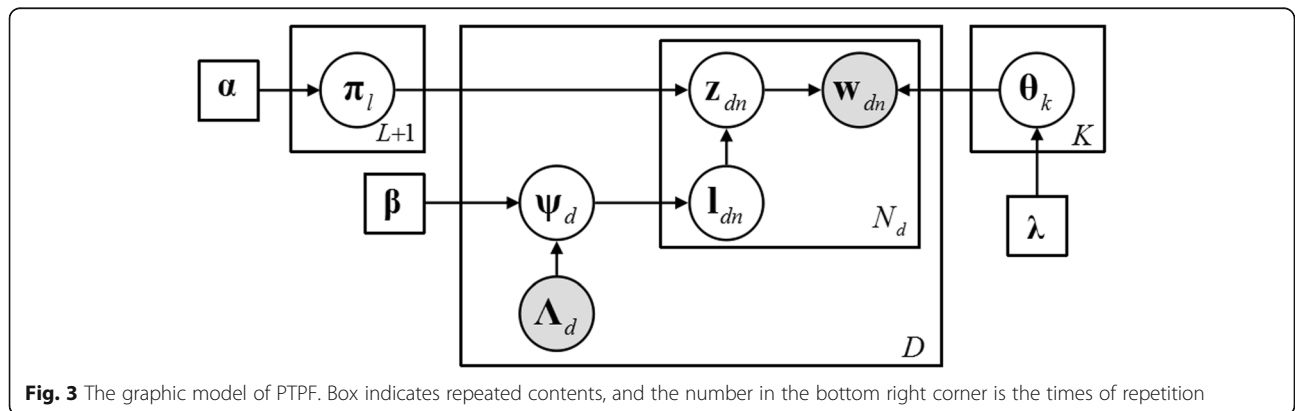 α
π_l
L+1
z_dn
w_dn
θ_k
K
β
ψ_d
l_dn
N_d
λ
Λ_d
D
Fig. 3 The graphic model of PTPF. Box indicates repeated contents, and the number in the bottom right corner is the times of repetition